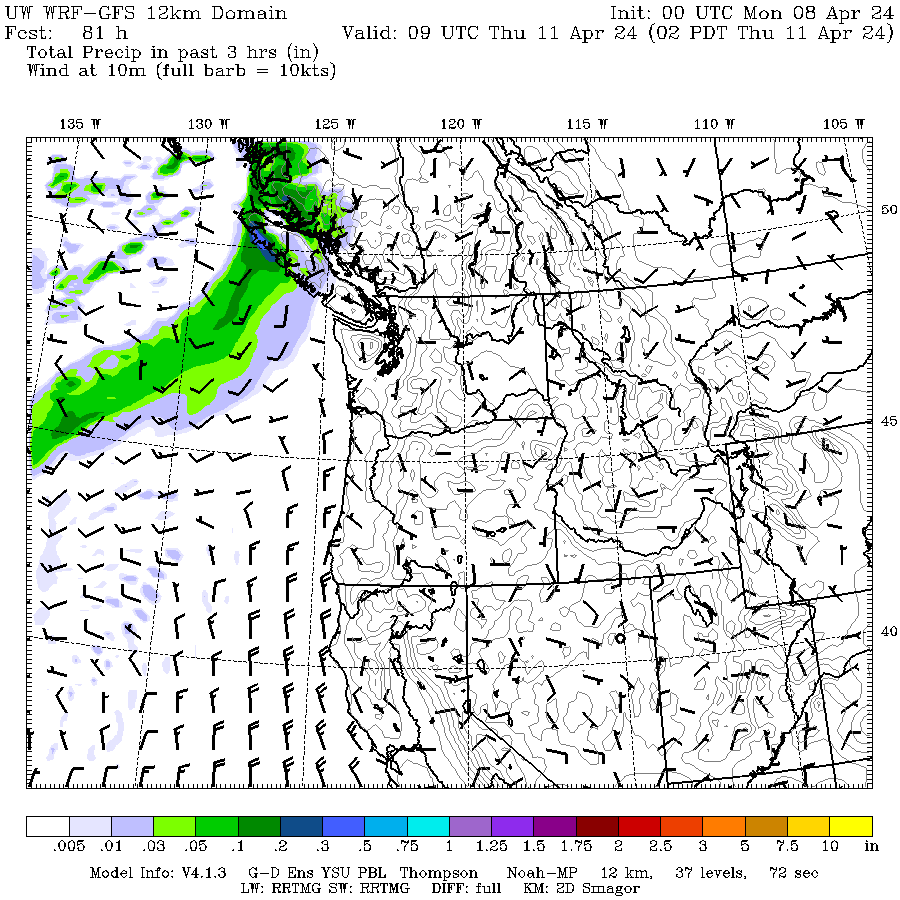 UW WRF-GFS 12km Domain Init: 00 UTC Mon 08 Apr 24
Fcst: 81 h Valid: 09 UTC Thu 11 Apr 24 (02 PDT Thu 11 Apr 24)
Total Precip in past 3 hrs (in)
Wind at 10m (full barb = 10kts)
135 W 130 W 125 W 120 W 115 W 110 W 105 W
50
45
40
.005 .01 .03 .05 .1 .2 .3 .5 .75 1 1.25 1.5 1.75 2 2.5 3 5 7.5 10 in
Model Info: V4.1.3 G-D Ens YSU PBL Thompson Noah-MP 12 km, 37 levels, 72 sec
LW: RRTMG SW: RRTMG DIFF: full KM: 2D Smagor